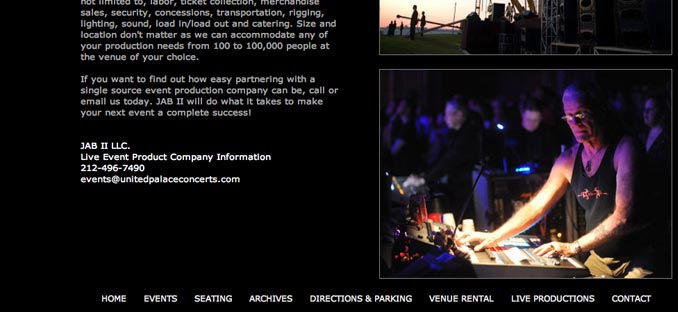 not limited to, labor, ticket collection, merchandise
sales, security, concessions, transportation, rigging,
lighting, sound, load in/load out and catering. Size and
location don't matter as we can accommodate any of
your production needs from 100 to 100,000 people at
the venue of your choice.
If you want to find out how easy partnering with a
single source event production company can be, call or
email us today. JAB II will do what it takes to make
your next event a complete success!
JAB II LLC.
Live Event Product Company Information
212-496-7490
events@unitedpalaceconcerts.com
HOME EVENTS SEATING ARCHIVES DIRECTIONS & PARKING VENUE RENTAL LIVE PRODUCTIONS CONTACT